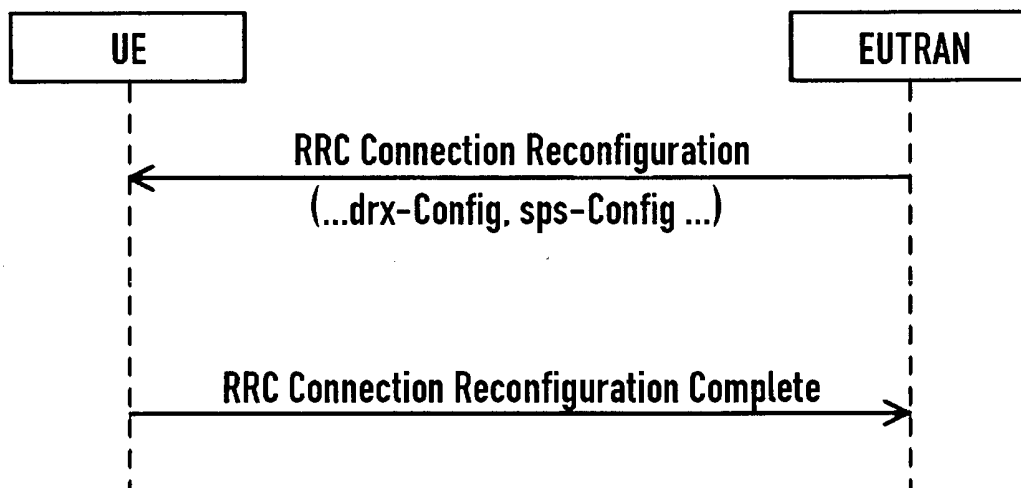 UE
EUTRAN
RRC Connection Reconfiguration
(...drx-Config, sps-Config ...)
RRC Connection Reconfiguration Complete